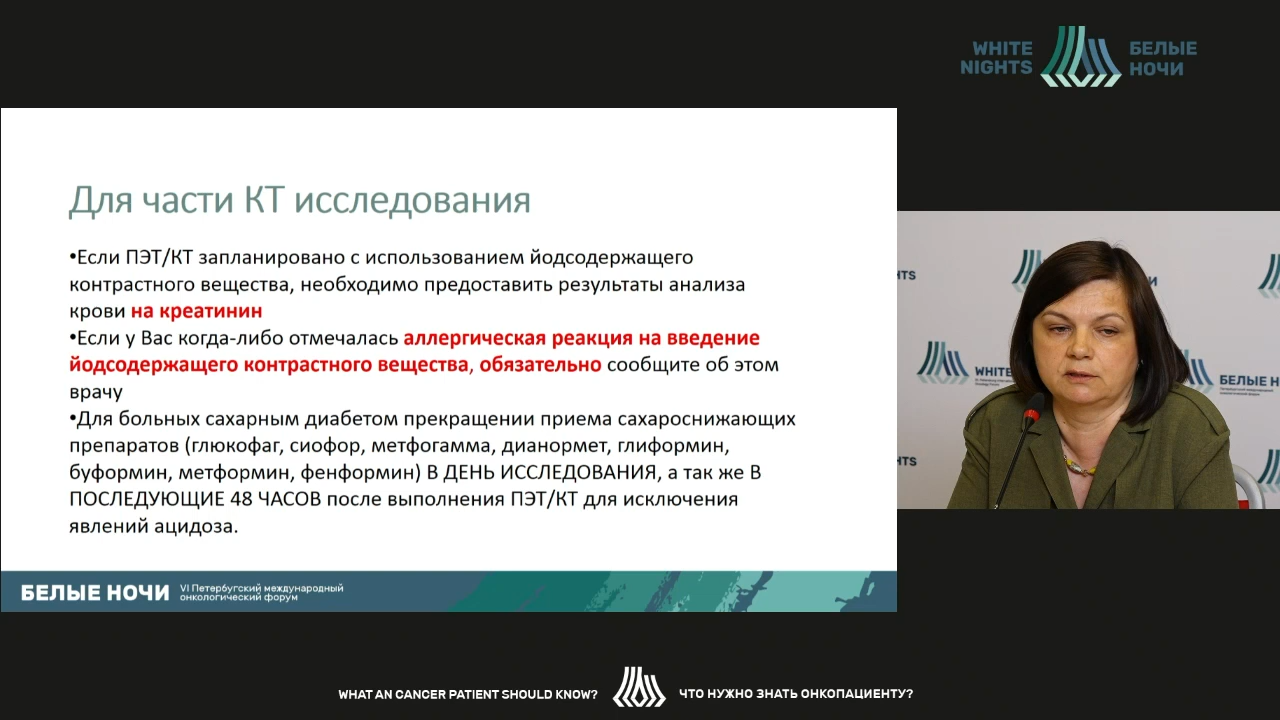 WHITE
NIGHTS
БЕЛЫЕ
НОЧИ
Для части КТ исследования
•Если ПЭТ/КТ запланировано с использованием йодсодержащего
контрастного вещества, необходимо предоставить результаты анализа
крови на креатинин
•Если у Вас когда-либо отмечалась аллергическая реакция на введение
йодсодержащего контрастного вещества, обязательно сообщите об этом
врачу
•Для больных сахарным диабетом прекращении приема сахароснижающих
препаратов (глюкофаг, сиофор, метфогамма, дианормет, глиформин,
буформин, метформин, фенформин) В ДЕНЬ ИССЛЕДОВАНИЯ, а так же В
ПОСЛЕДУЮЩИЕ 48 ЧАСОВ после выполнения ПЭТ/КТ для исключения
явлений ацидоза.
БЕЛЫЕ НОЧИ
VI Петербугский международный
онкологический форум
WHITE
БЕЛЫЕ Н
WHAT AN CANCER PATIENT SHOULD KNOW?
ЧТО НУЖНО ЗНАТЬ ОНКОПАЦИЕНТУ?